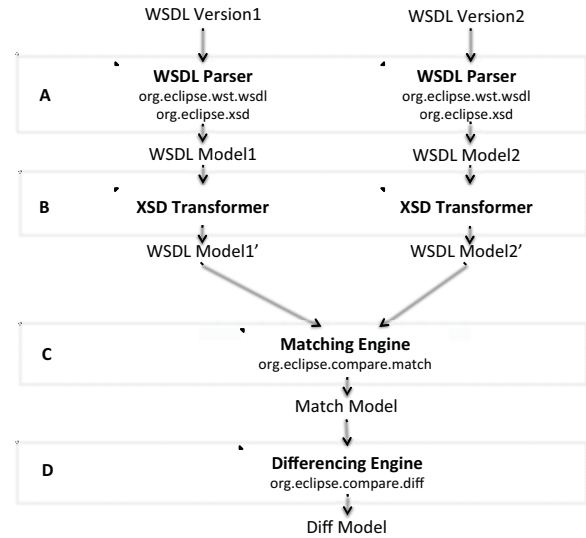 WSDL Version1
WSDL Version2
A
WSDL Parser
org.eclipse.wst.wsdl
org.eclipse.xsd
WSDL Parser
org.eclipse.wst.wsdl
org.eclipse.xsd
WSDL Model1
WSDL Model2
B
XSD Transformer
XSD Transformer
WSDL Model1’
WSDL Model2’
C
Matching Engine
org.eclipse.compare.match
Match Model
D
Differencing Engine
org.eclipse.compare.diff
Diff Model